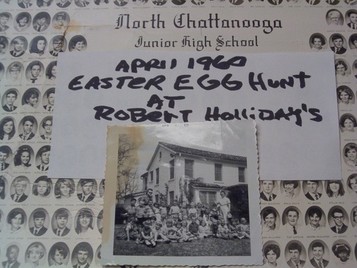 North Chattanooga
Junior High School
APRIL 1960
EASTER EGG HUNT
AT
ROBERT HOLLIDAY'S